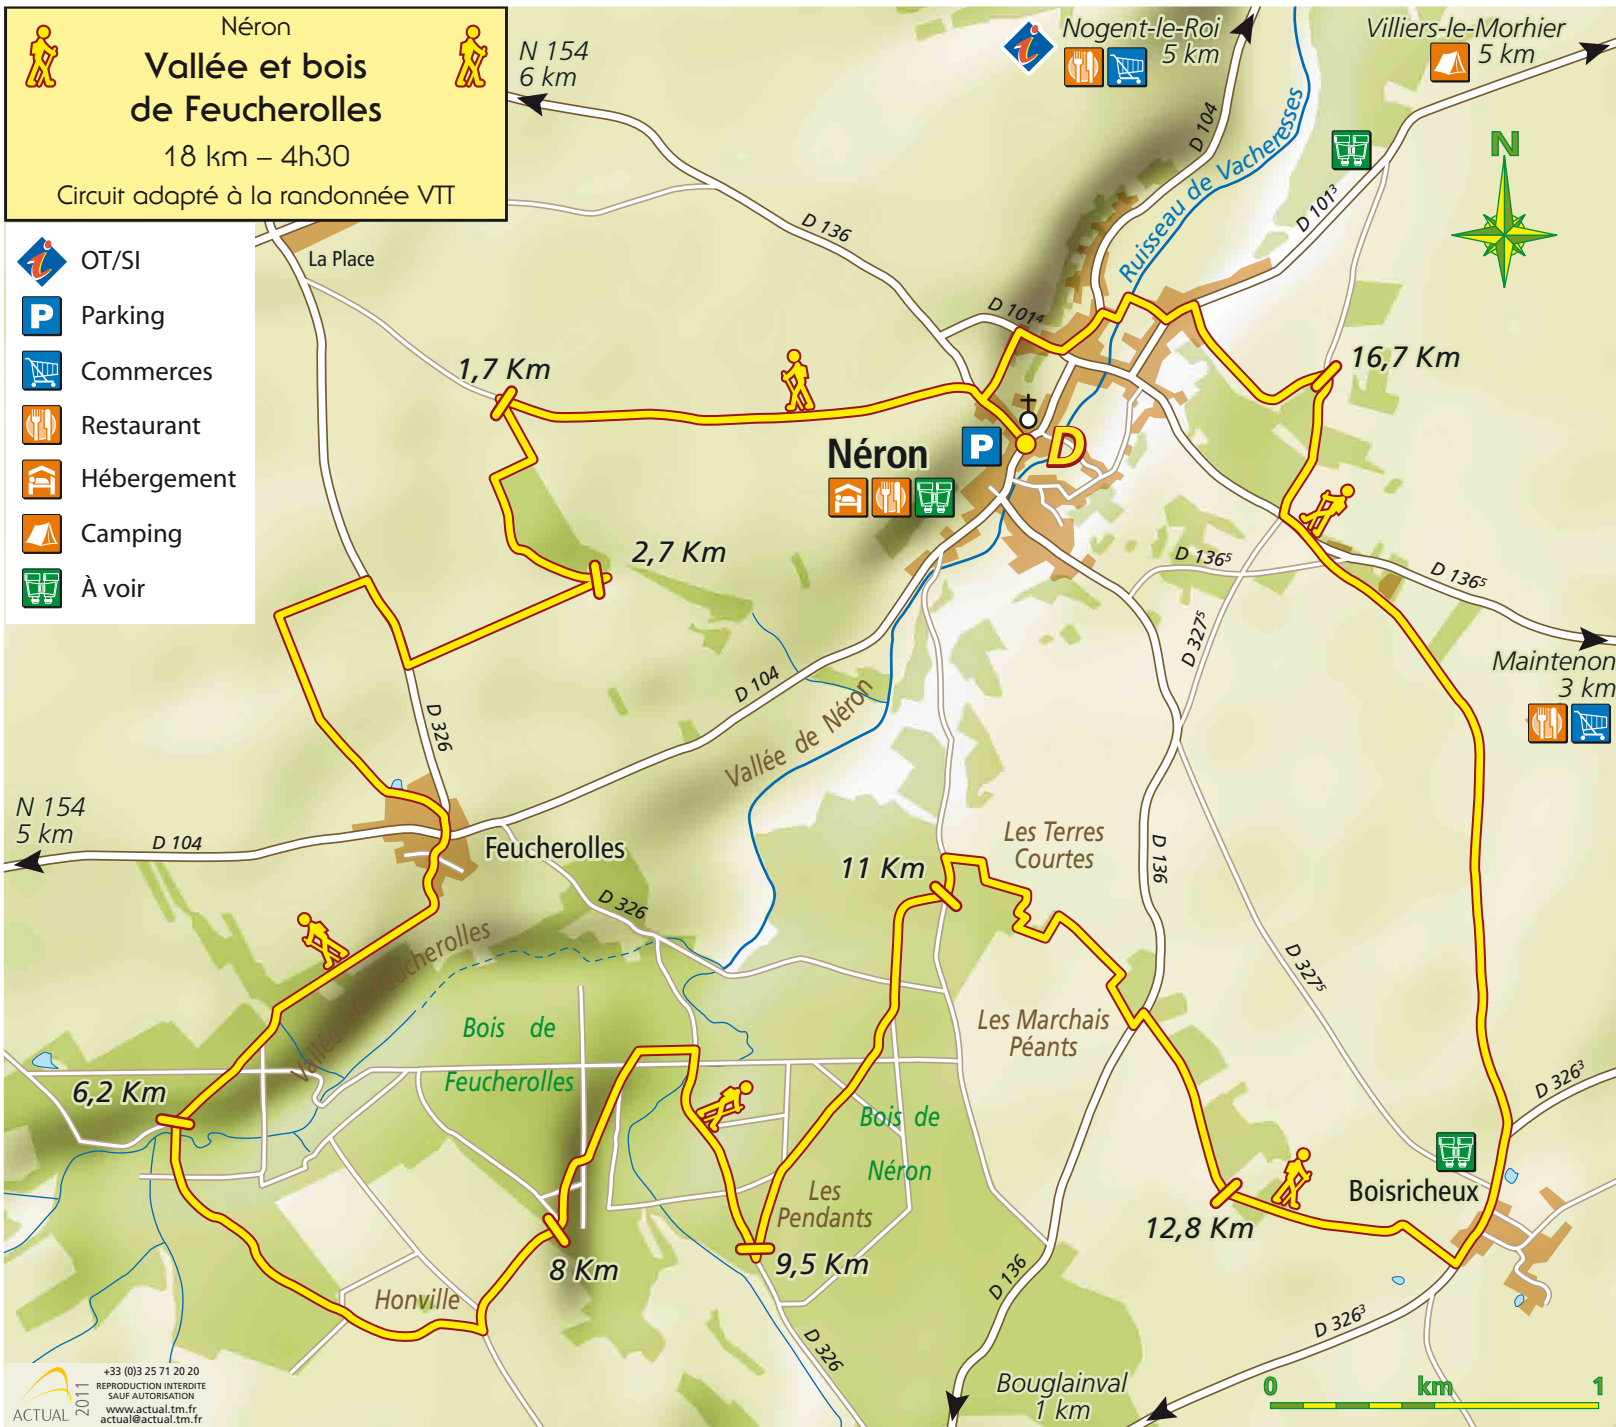 Néron
Vallée et bois
de Feucherolles
18 km – 4h30
Circuit adapté à la randonnée VTT
OT/SI
Parking
Commerces
Restaurant
Hébergement
Camping
À voir
N 154
6 km
Nogent-le-Roi
5 km
Villiers-le-Morhier
5 km
N
D 104
Ruisseau de Vacheresses
D 101³
D 136
La Place
D 101⁴
1,7 Km
16,7 Km
Néron
P
D
2,7 Km
D 136⁵
D 136⁵
D 327⁵
Maintenon
3 km
D 104
Vallée de Néron
D 326
N 154
5 km
D 104
Feucherolles
D 326
11 Km
Les Terres
Courtes
D 136
Vallée de Feucherolles
D 327⁵
Bois de
Feucherolles
Les Marchais
Péants
6,2 Km
D 326³
Bois de
Néron
Boisricheux
Les
Pendants
12,8 Km
8 Km
9,5 Km
D 136
Honville
D 326³
D 326
Bouglainval
1 km
0
km
1
ACTUAL
2011
+33 (0)3 25 71 20 20
REPRODUCTION INTERDITE
SAUF AUTORISATION
www.actual.tm.fr
actual@actual.tm.fr